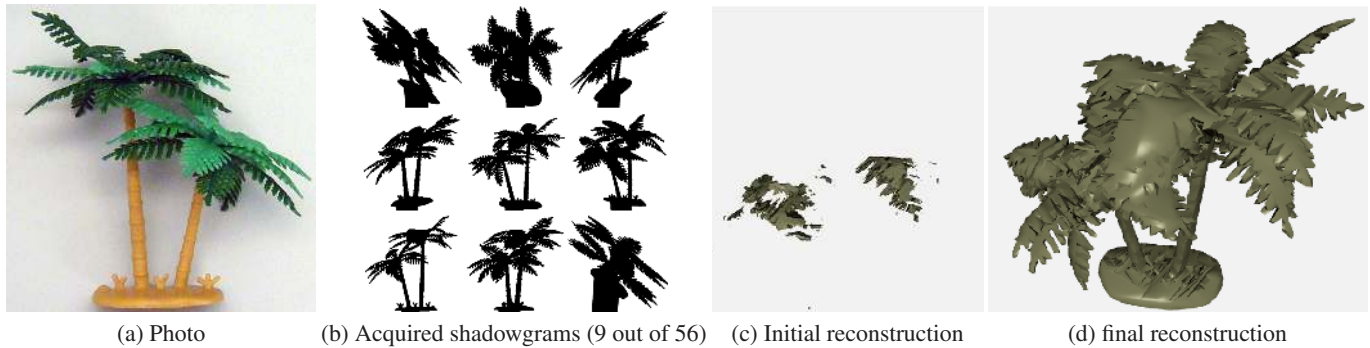 (a) Photo
(b) Acquired shadowgrams (9 out of 56)
(c) Initial reconstruction
(d) final reconstruction